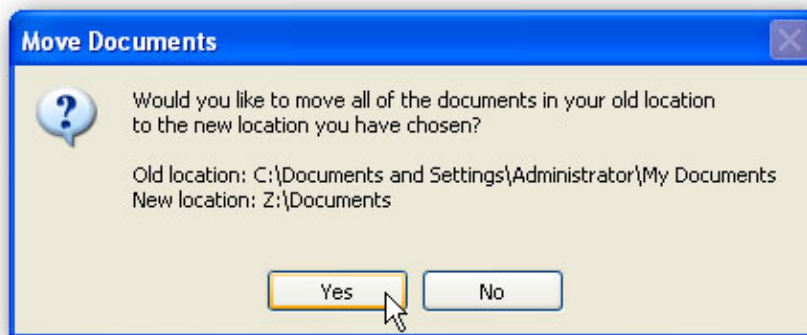 Move Documents
Would you like to move all of the documents in your old location
to the new location you have chosen?
Old location: C:\Documents and Settings\Administrator\My Documents
New location: Z:\Documents
Yes
No